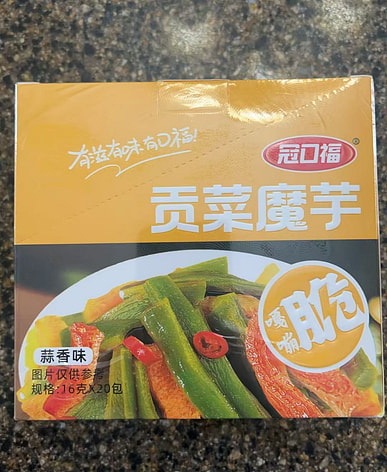 有滋有味有口福!
冠口福®
贡菜魔芋
嘎嘣
脆
蒜香味
图片仅供参考
规格:16克X20包